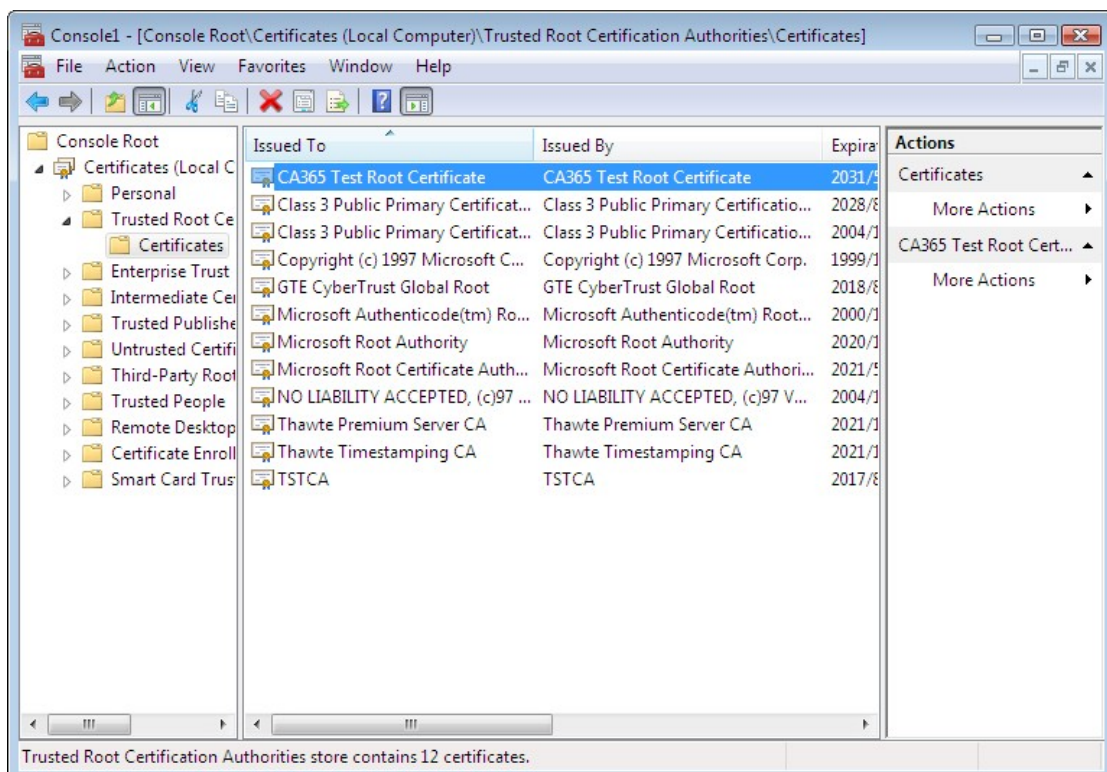 Console1 - [Console Root\Certificates (Local Computer)\Trusted Root Certification Authorities\Certificates]
File Action View Favorites Window Help
Console Root
Certificates (Local C
Personal
Trusted Root Ce
Certificates
Enterprise Trust
Intermediate Cer
Trusted Publishe
Untrusted Certifi
Third-Party Root
Trusted People
Remote Desktop
Certificate Enroll
Smart Card Trus
Issued To Issued By Expira
CA365 Test Root Certificate CA365 Test Root Certificate 2031/5
Class 3 Public Primary Certificat... Class 3 Public Primary Certificatio... 2028/8
Class 3 Public Primary Certificat... Class 3 Public Primary Certificatio... 2004/1
Copyright (c) 1997 Microsoft C... Copyright (c) 1997 Microsoft Corp. 1999/1
GTE CyberTrust Global Root GTE CyberTrust Global Root 2018/8
Microsoft Authenticode(tm) Ro... Microsoft Authenticode(tm) Root... 2000/1
Microsoft Root Authority Microsoft Root Authority 2020/1
Microsoft Root Certificate Auth... Microsoft Root Certificate Authori... 2021/5
NO LIABILITY ACCEPTED, (c)97 ... NO LIABILITY ACCEPTED, (c)97 V... 2004/1
Thawte Premium Server CA Thawte Premium Server CA 2021/1
Thawte Timestamping CA Thawte Timestamping CA 2021/1
TSTCA TSTCA 2017/8
Actions
Certificates
More Actions
CA365 Test Root Cert...
More Actions
Trusted Root Certification Authorities store contains 12 certificates.